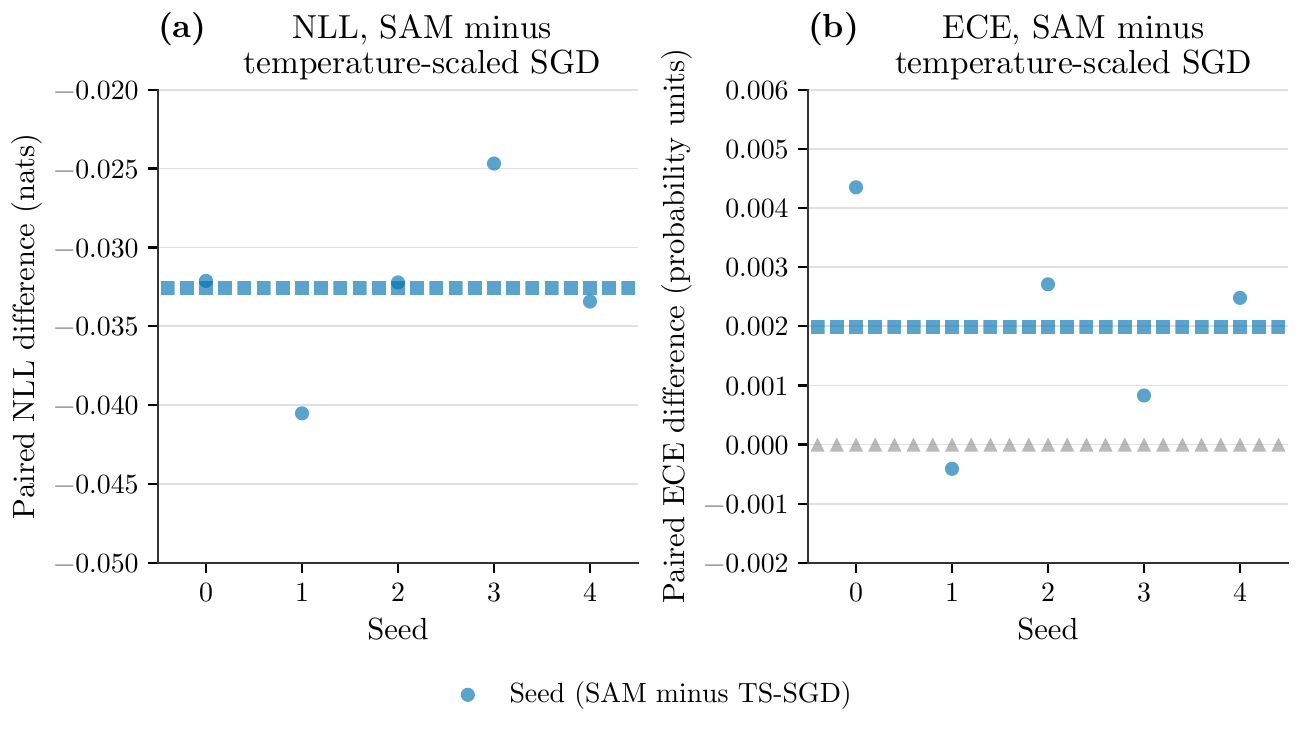 (a) NLL, SAM minus
temperature-scaled SGD
Paired NLL difference (nats)
−0.020
−0.025
−0.030
−0.035
−0.040
−0.045
−0.050
0 1 2 3 4
Seed
(b) ECE, SAM minus
temperature-scaled SGD
Paired ECE difference (probability units)
0.006
0.005
0.004
0.003
0.002
0.001
0.000
−0.001
−0.002
0 1 2 3 4
Seed
Seed (SAM minus TS-SGD)